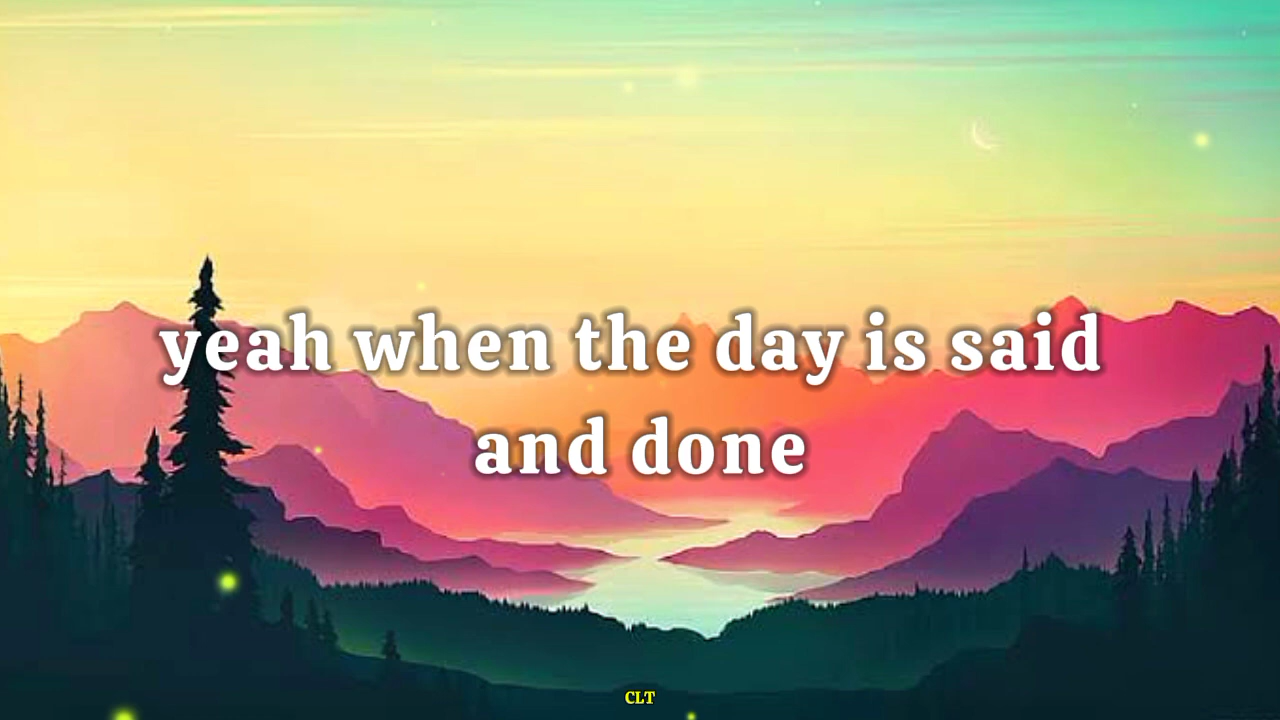 yeah when the day is said
and done
CLT